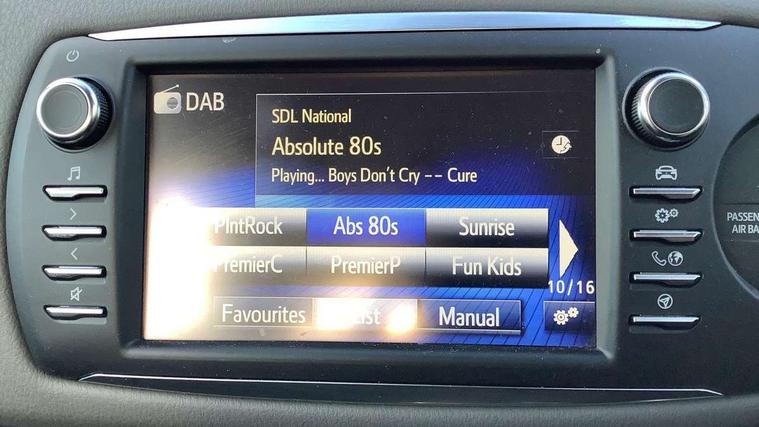 DAB
SDL National
Absolute 80s
Playing... Boys Don't Cry -- Cure
PlntRock Abs 80s Sunrise
PremierC PremierP Fun Kids
10/16
Favourites List Manual
PASSEN
AIR BA